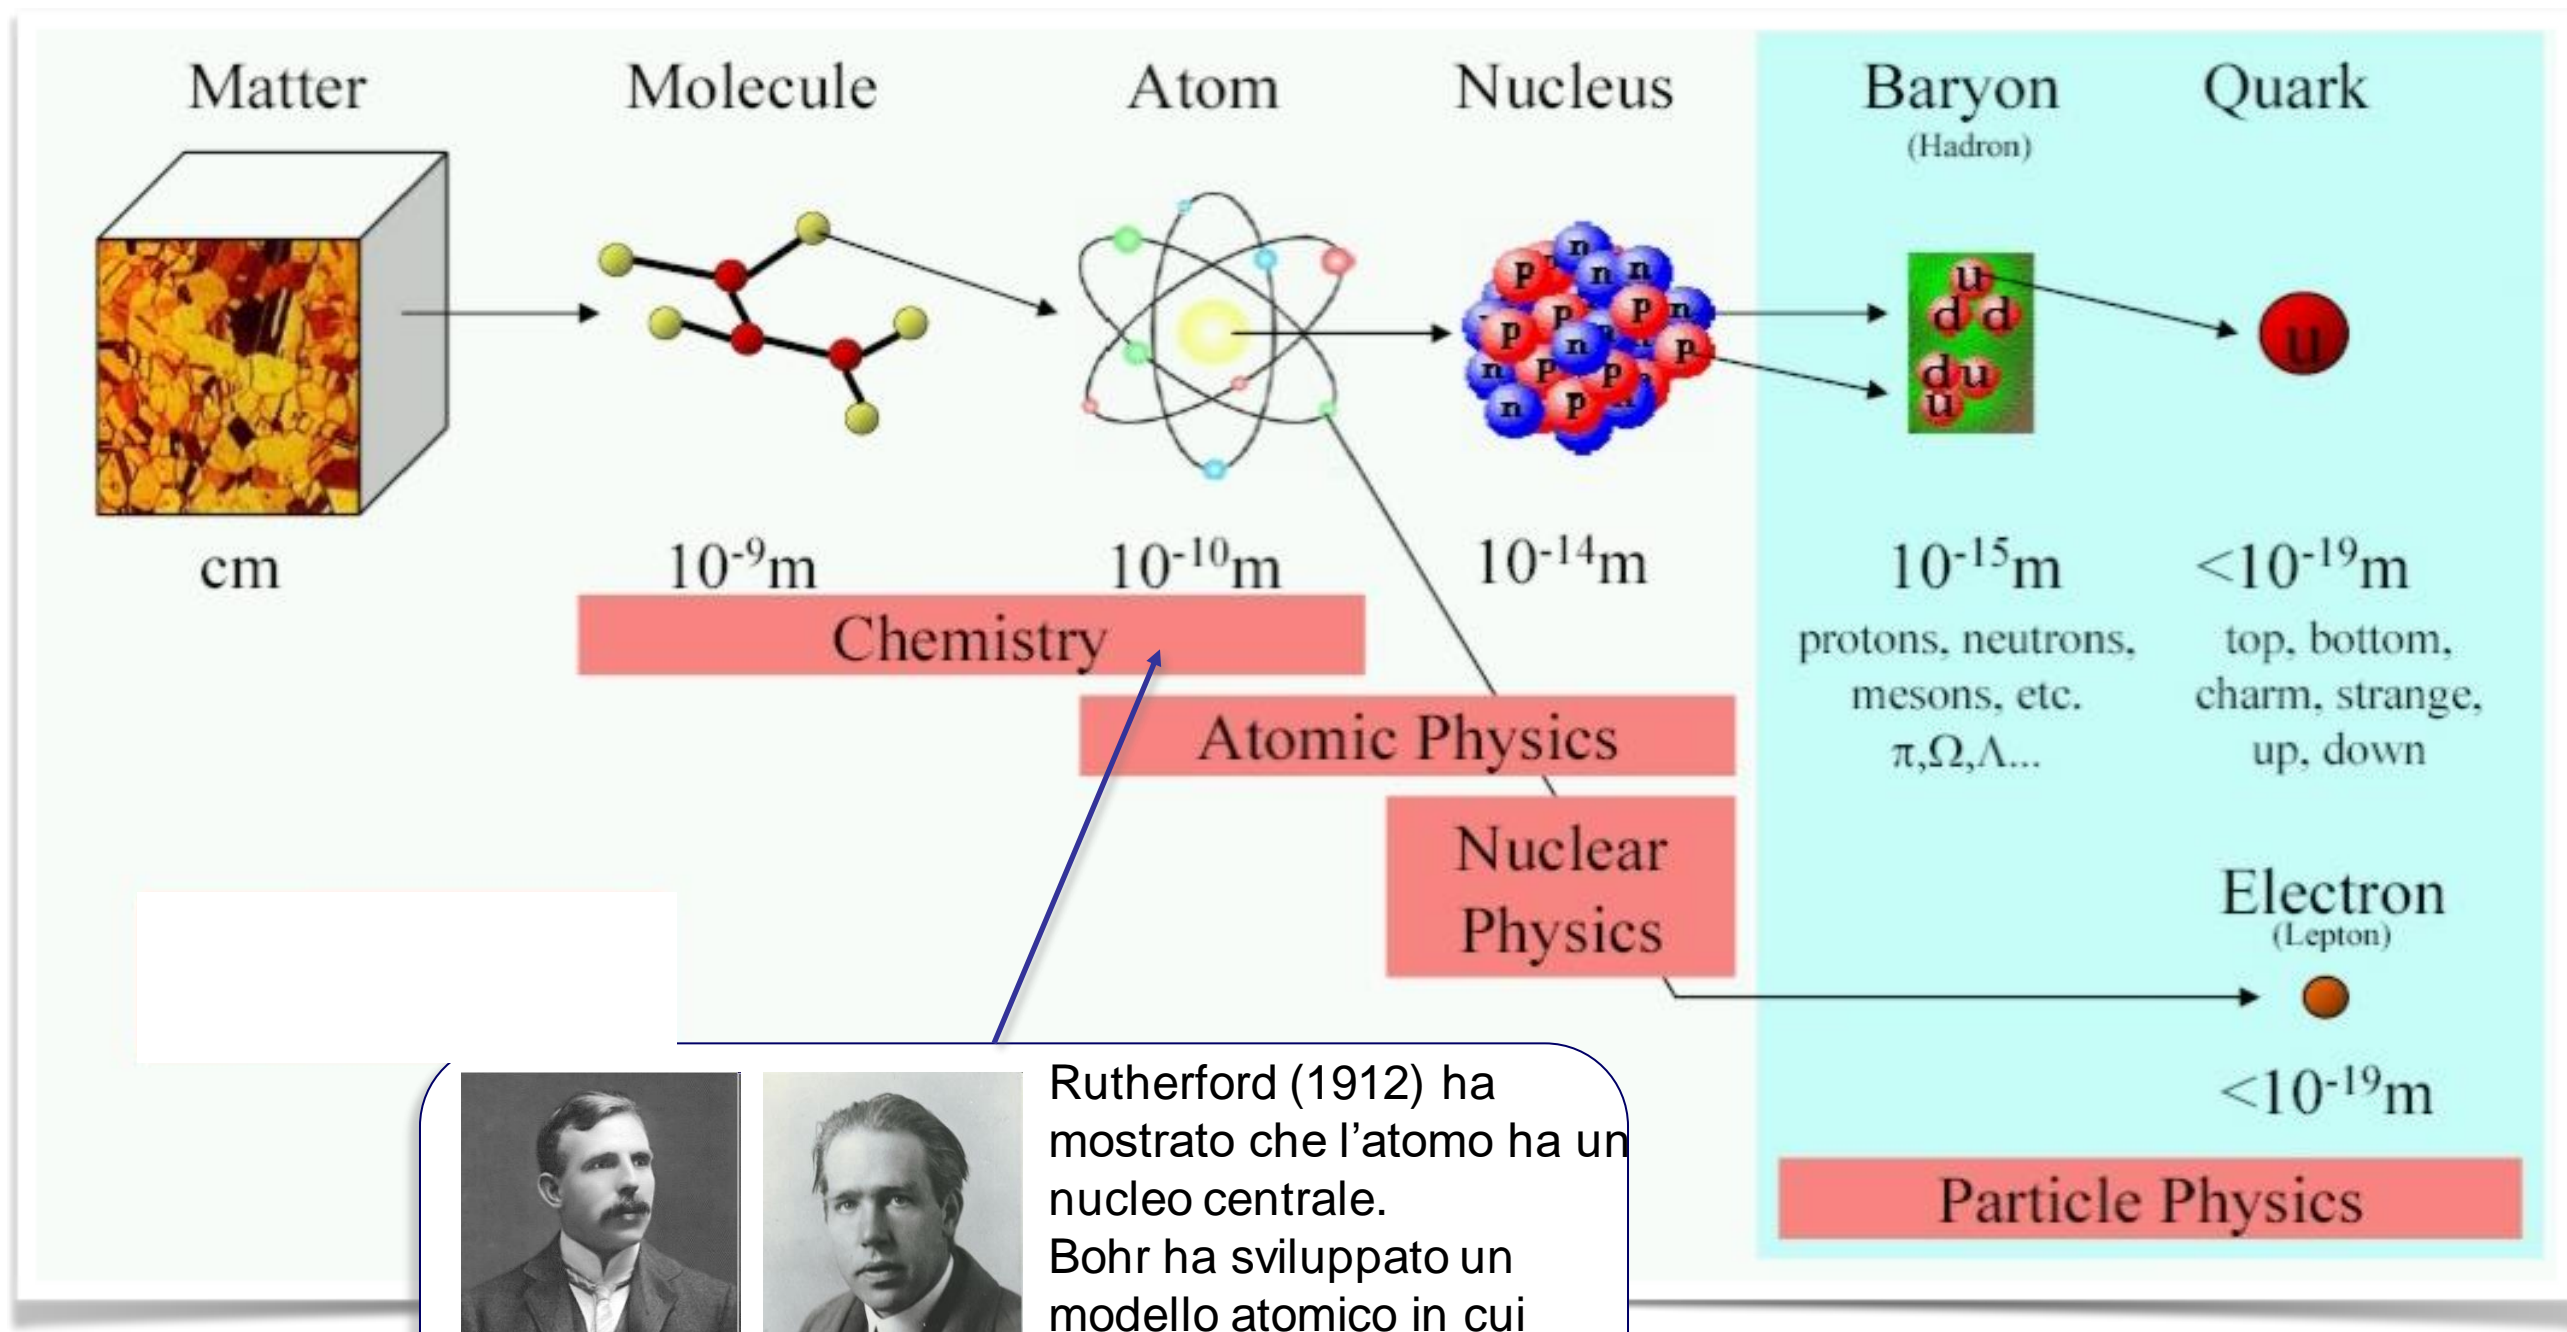 Matter
Molecule
Atom
Nucleus
Baryon
(Hadron)
Quark
n
p
n
n
n
p
p
p
n
p
n
p
n
p
p
n
p
u
d d
d u
u
u
cm
10⁻⁹m
10⁻¹⁰m
10⁻¹⁴m
10⁻¹⁵m
<10⁻¹⁹m
Chemistry
protons, neutrons,
mesons, etc.
π,Ω,Λ...
top, bottom,
charm, strange,
up, down
Atomic Physics
Nuclear
Physics
Electron
(Lepton)
<10⁻¹⁹m
Particle Physics
Rutherford (1912) ha
mostrato che l’atomo ha un
nucleo centrale.
Bohr ha sviluppato un
modello atomico in cui